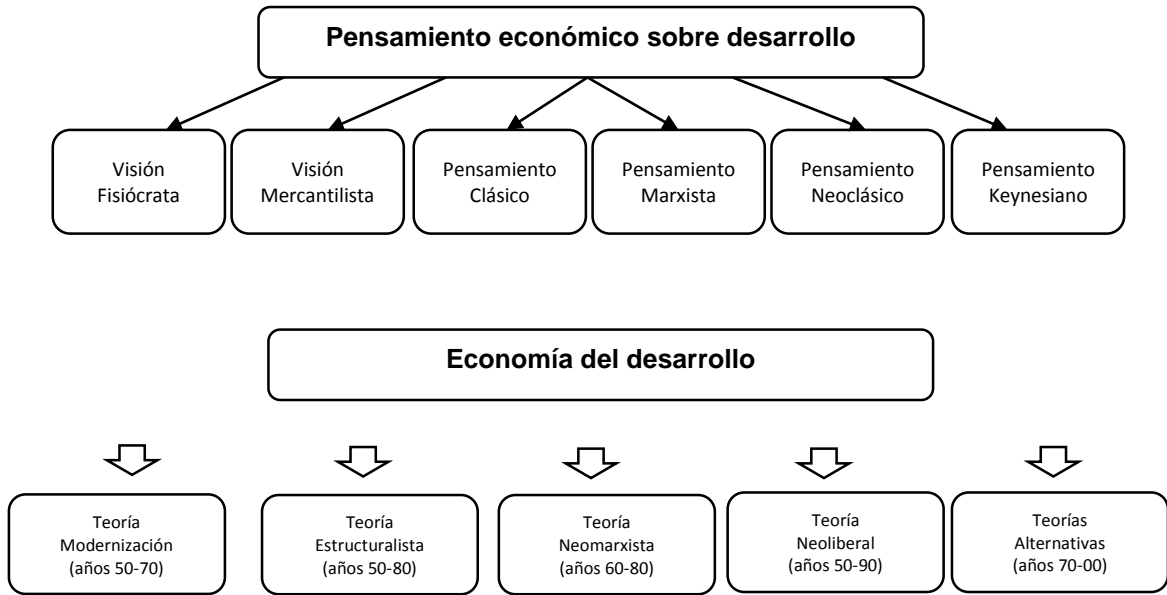 Pensamiento económico sobre desarrollo
Visión
Fisiócrata
Visión
Mercantilista
Pensamiento
Clásico
Pensamiento
Marxista
Pensamiento
Neoclásico
Pensamiento
Keynesiano
Economía del desarrollo
Teoría
Modernización
(años 50-70)
Teoría
Estructuralista
(años 50-80)
Teoría
Neomarxista
(años 60-80)
Teoría
Neoliberal
(años 50-90)
Teorías
Alternativas
(años 70-00)